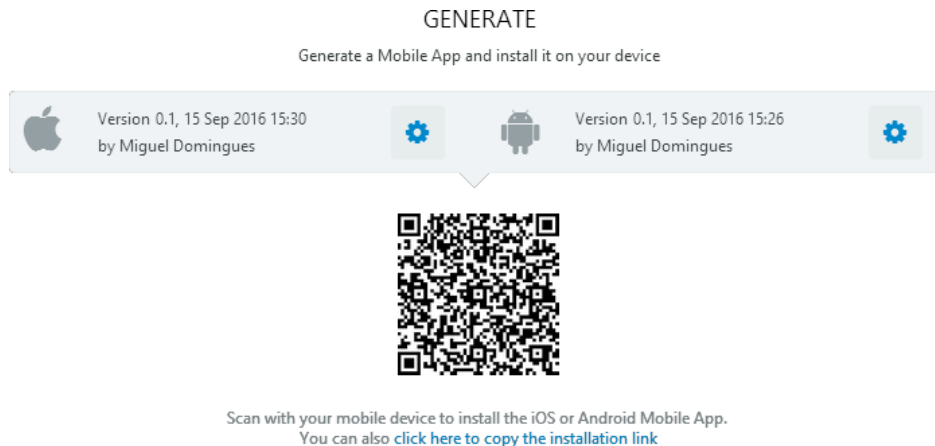 GENERATE
Generate a Mobile App and install it on your device
Version 0.1, 15 Sep 2016 15:30
by Miguel Domingues
Version 0.1, 15 Sep 2016 15:26
by Miguel Domingues
Scan with your mobile device to install the iOS or Android Mobile App.
You can also click here to copy the installation link